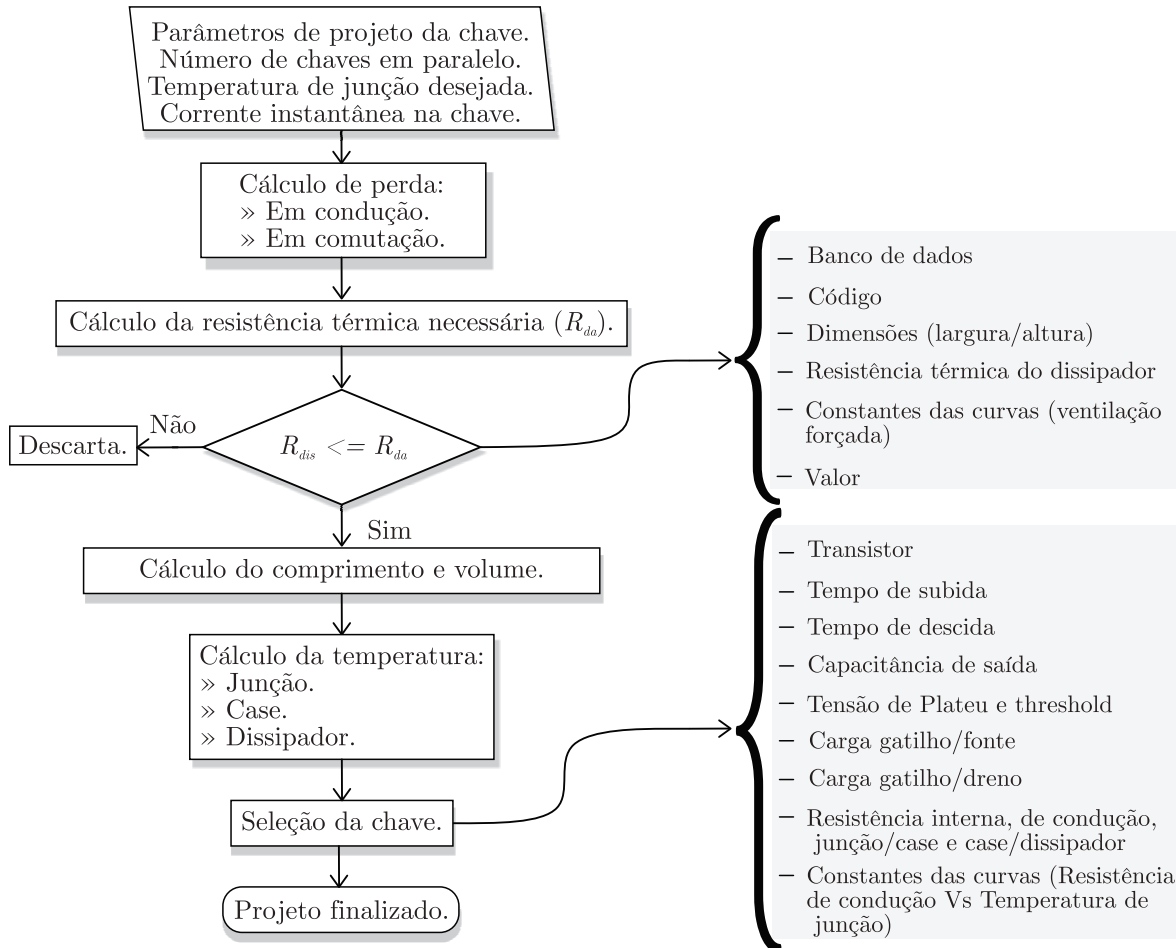 Parâmetros de projeto da chave.
Número de chaves em paralelo.
Temperatura de junção desejada.
Corrente instantânea na chave.
Cálculo de perda:
» Em condução.
» Em comutação.
Cálculo da resistência térmica necessária (R_da).
R_dis <= R_da
Não
Descarta.
Sim
Cálculo do comprimento e volume.
Cálculo da temperatura:
» Junção.
» Case.
» Dissipador.
Seleção da chave.
Projeto finalizado.
– Banco de dados
– Código
– Dimensões (largura/altura)
– Resistência térmica do dissipador
– Constantes das curvas (ventilação
forçada)
– Valor
– Transistor
– Tempo de subida
– Tempo de descida
– Capacitância de saída
– Tensão de Plateu e threshold
– Carga gatilho/fonte
– Carga gatilho/dreno
– Resistência interna, de condução,
junção/case e case/dissipador
– Constantes das curvas (Resistência
de condução Vs Temperatura de
junção)